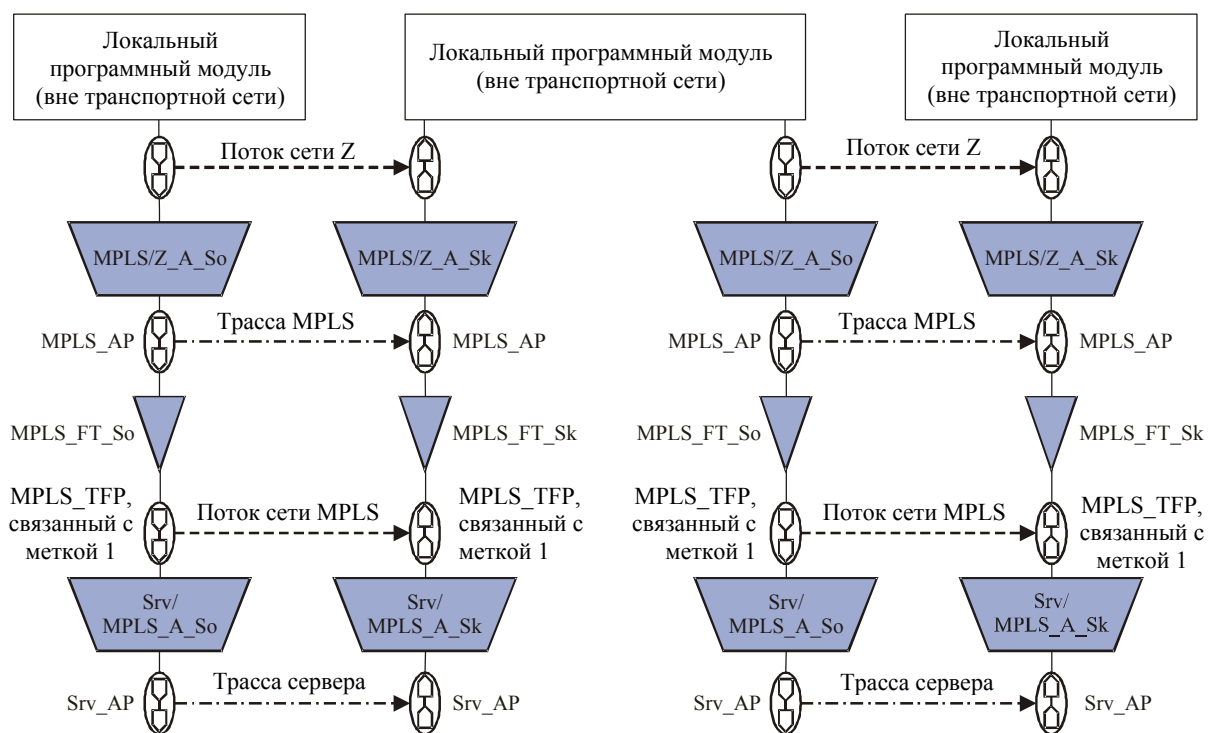 Локальный
программный модуль
(вне транспортной сети)
Локальный программный модуль
(вне транспортной сети)
Локальный
программный модуль
(вне транспортной сети)
Поток сети Z
Поток сети Z
MPLS/Z_A_So
MPLS/Z_A_Sk
MPLS/Z_A_So
MPLS/Z_A_Sk
MPLS_AP
Трасса MPLS
MPLS_AP
MPLS_AP
Трасса MPLS
MPLS_AP
MPLS_FT_So
MPLS_FT_Sk
MPLS_FT_So
MPLS_FT_Sk
MPLS_TFP,
связанный с
меткой 1
Поток сети MPLS
MPLS_TFP,
связанный с
меткой 1
MPLS_TFP,
связанный с
меткой 1
Поток сети MPLS
MPLS_TFP,
связанный с
меткой 1
Srv/
MPLS_A_So
Srv/
MPLS_A_Sk
Srv/
MPLS_A_So
Srv/
MPLS_A_Sk
Srv_AP
Трасса сервера
Srv_AP
Srv_AP
Трасса сервера
Srv_AP